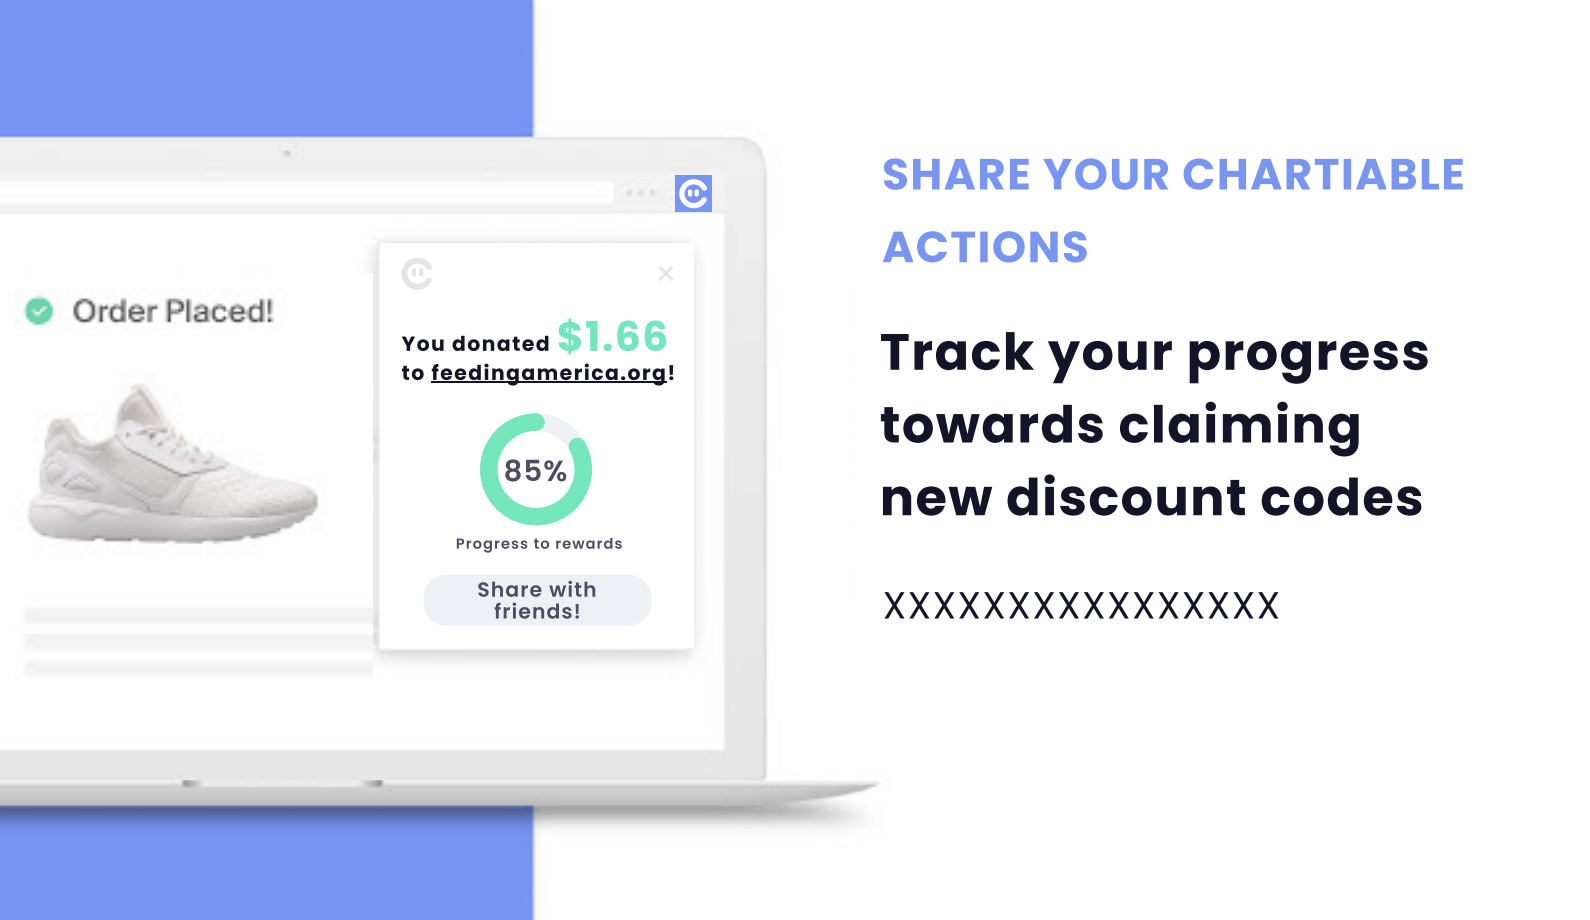 SHARE YOUR CHARTIABLE
ACTIONS
Track your progress
towards claiming
new discount codes
XXXXXXXXXXXXXXXX
Order Placed!
You donated $1.66
to feedingamerica.org!
85%
Progress to rewards
Share with
friends!